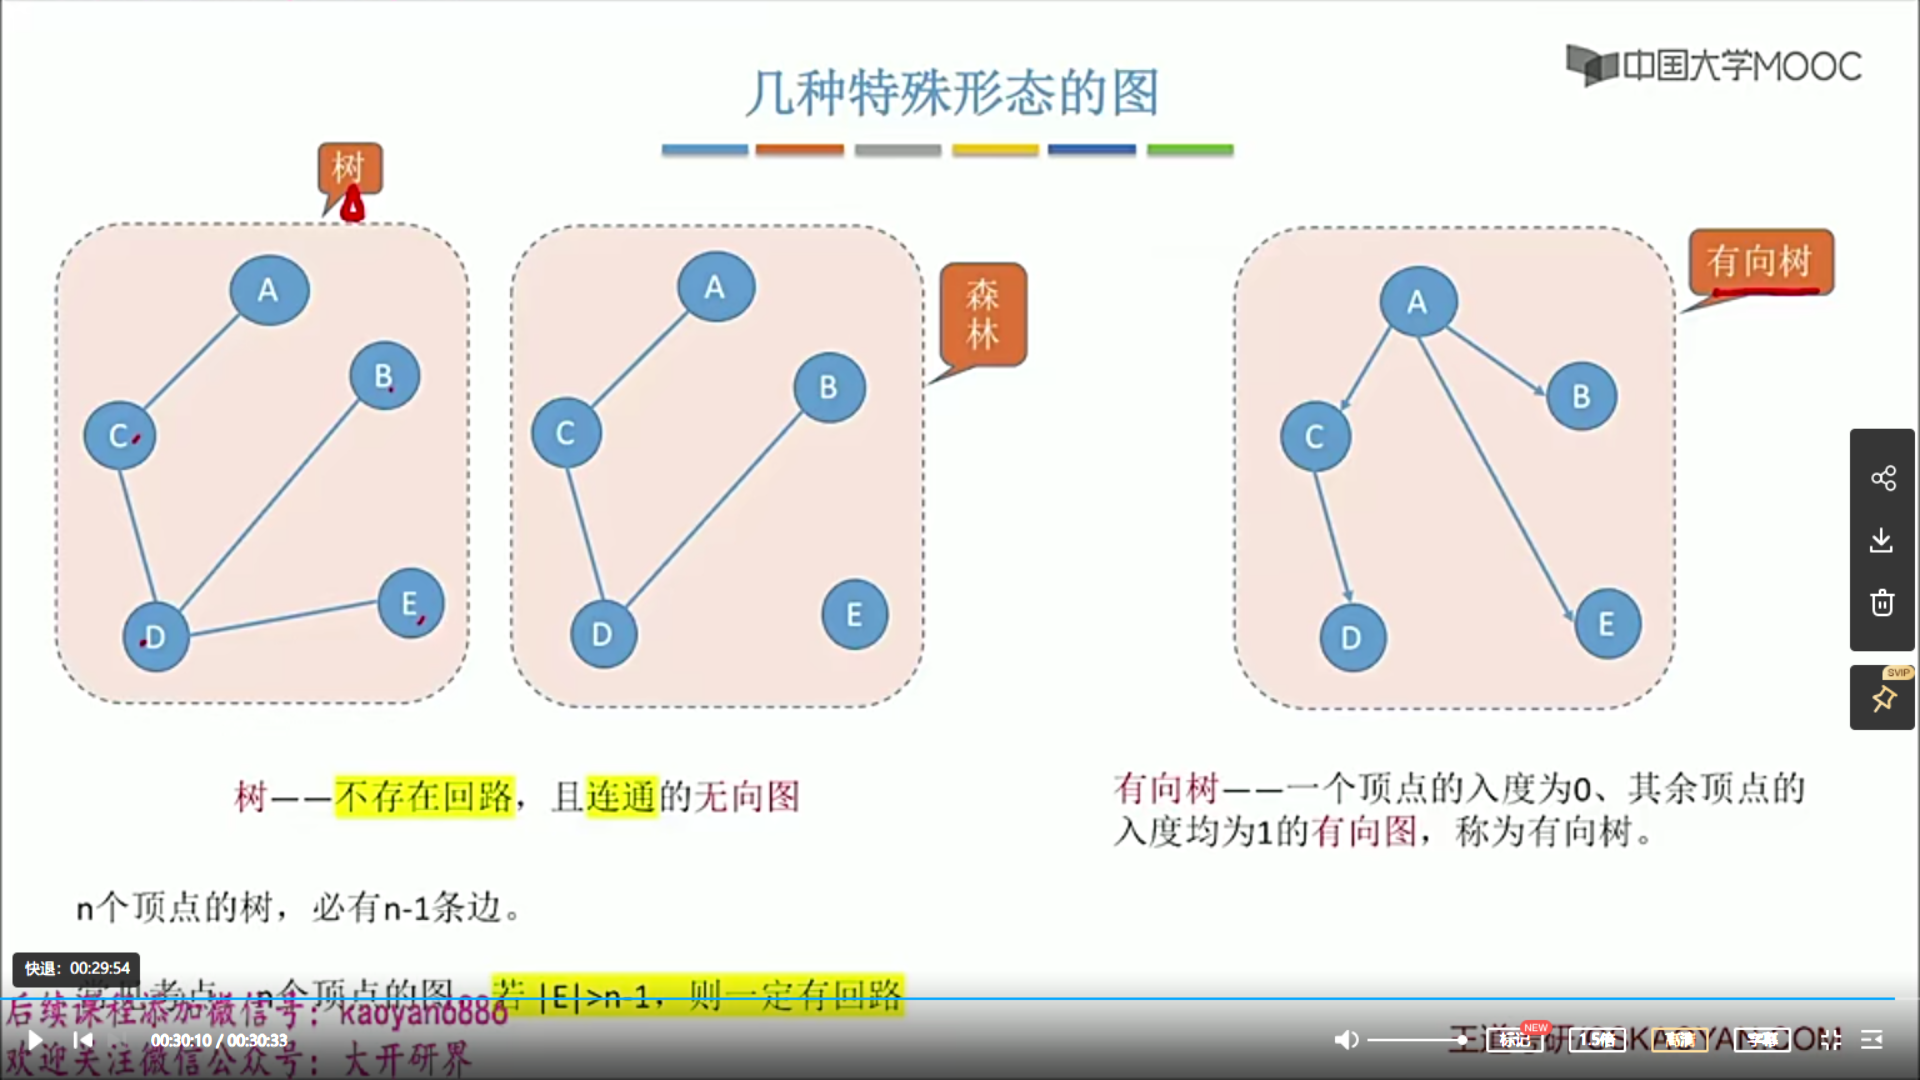 几种特殊形态的图
中国大学MOOC
树
A
B
C
D
E
A
B
C
D
E
森
林
有向树
A
B
C
D
E
树——不存在回路，且连通的无向图
有向树——一个顶点的入度为0、其余顶点的
入度均为1的有向图，称为有向树。
n个顶点的树，必有n-1条边。
快退：00:29:54
常见考点：n个顶点的图，若 |E|>n-1，则一定有回路
后续课程添加微信号：kaoyan6886
00:30:10 / 00:30:33
欢迎关注微信公众号：大开研界
标记
NEW
1.5倍
高清
字幕
SVIP